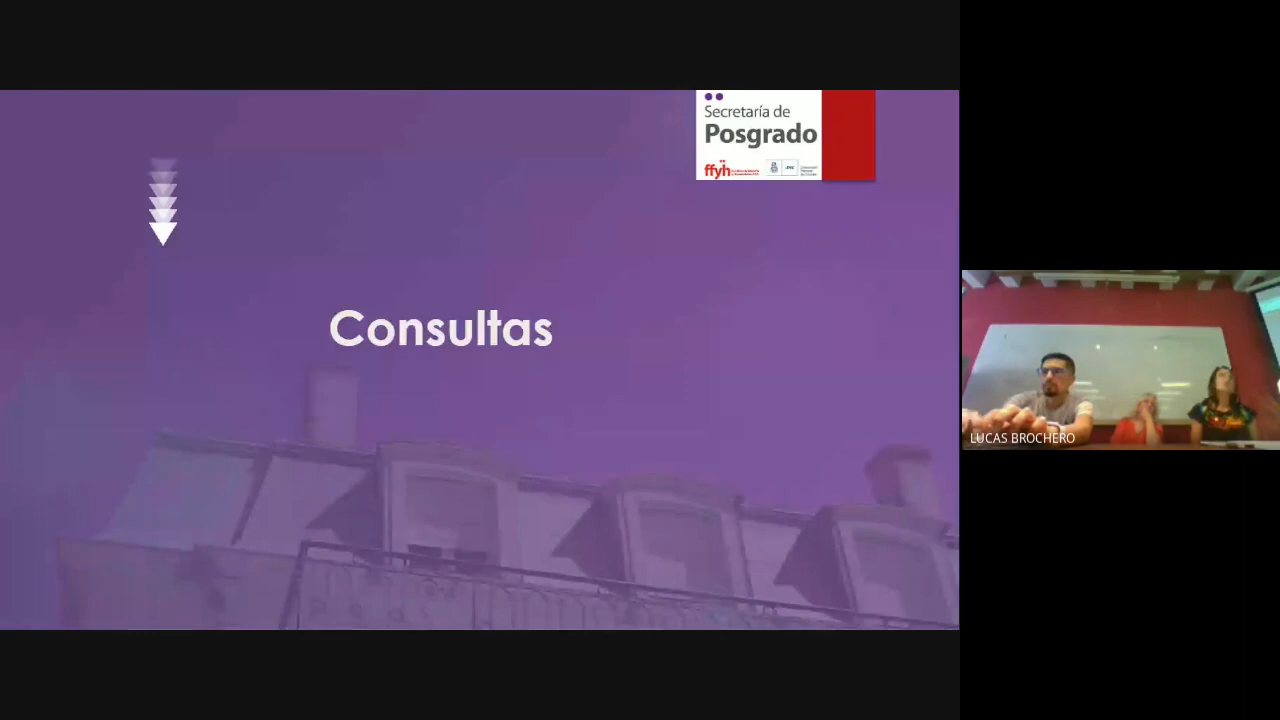 Secretaría de
Posgrado
ffyh
Consultas
LUCAS BROCHERO